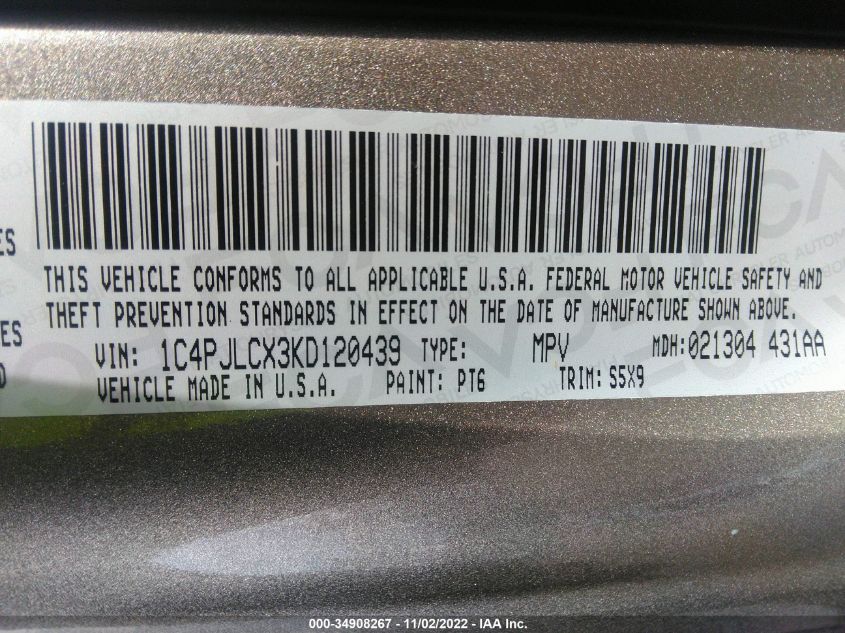 ES
THIS VEHICLE CONFORMS TO ALL APPLICABLE U.S.A. FEDERAL MOTOR VEHICLE SAFETY AND
THEFT PREVENTION STANDARDS IN EFFECT ON THE DATE OF MANUFACTURE SHOWN ABOVE.
ES
VIN: 1C4PJLCX3KD120439 TYPE: MPV MDH:021304 431AA
D
VEHICLE MADE IN U.S.A. PAINT: PT6 TRIM: S5X9
000-34908267 - 11/02/2022 - IAA Inc.